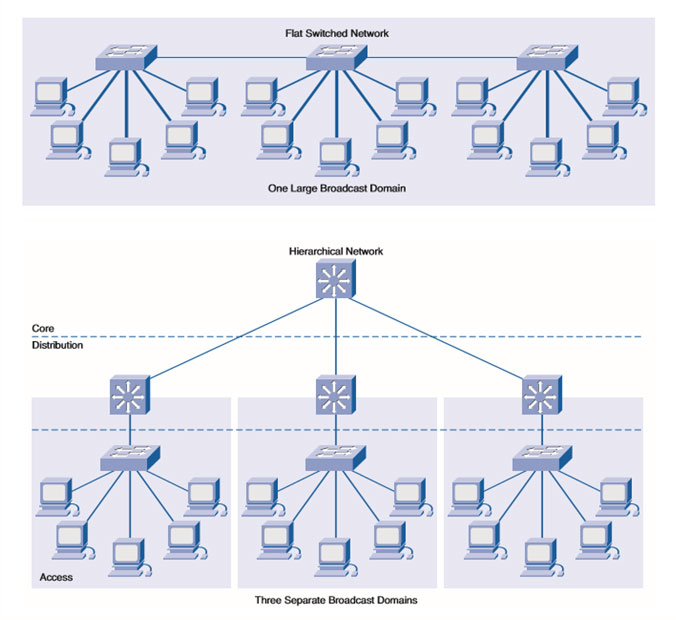 Flat Switched Network
One Large Broadcast Domain
Hierarchical Network
Core
Distribution
Access
Three Separate Broadcast Domains